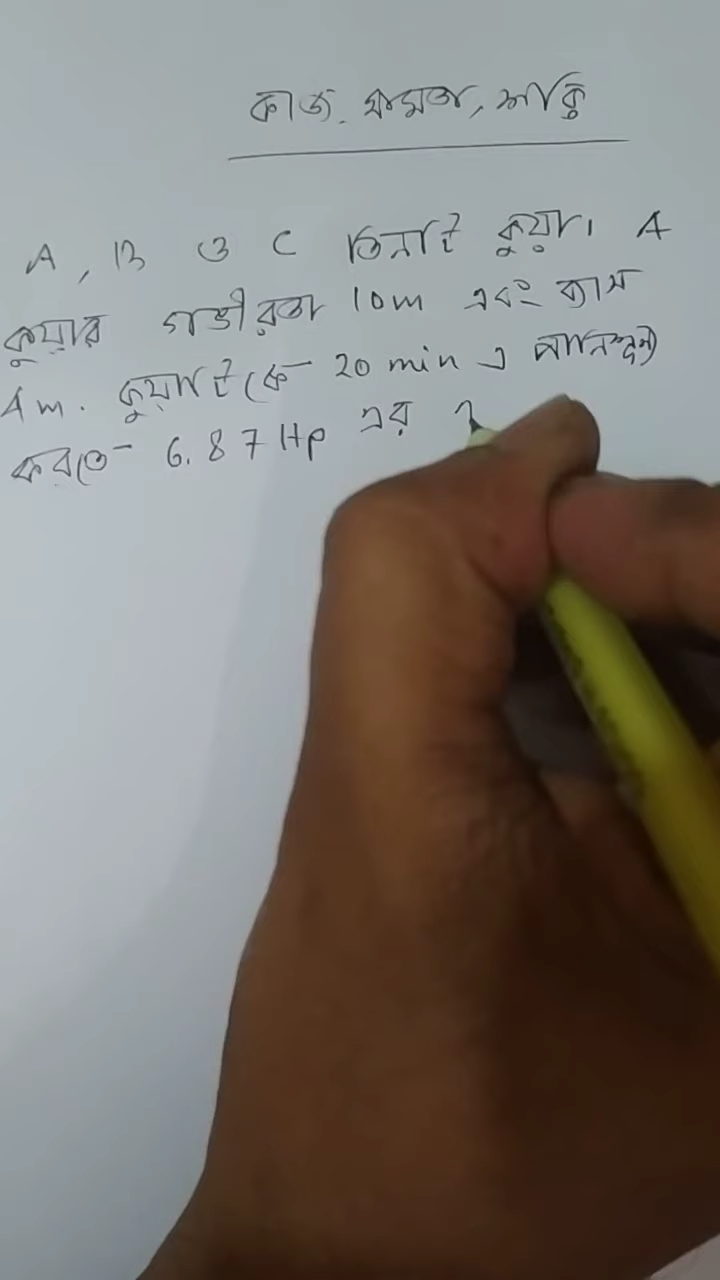 কাজ, ক্ষমতা, শক্তি
A, B ও C তিনটি কুয়া। A
কুয়ার গভীরতা 10m এবং ব্যাস
4m. কুয়াটিকে 20 min এ পানিশূন্য
করতে 6.87 Hp এর